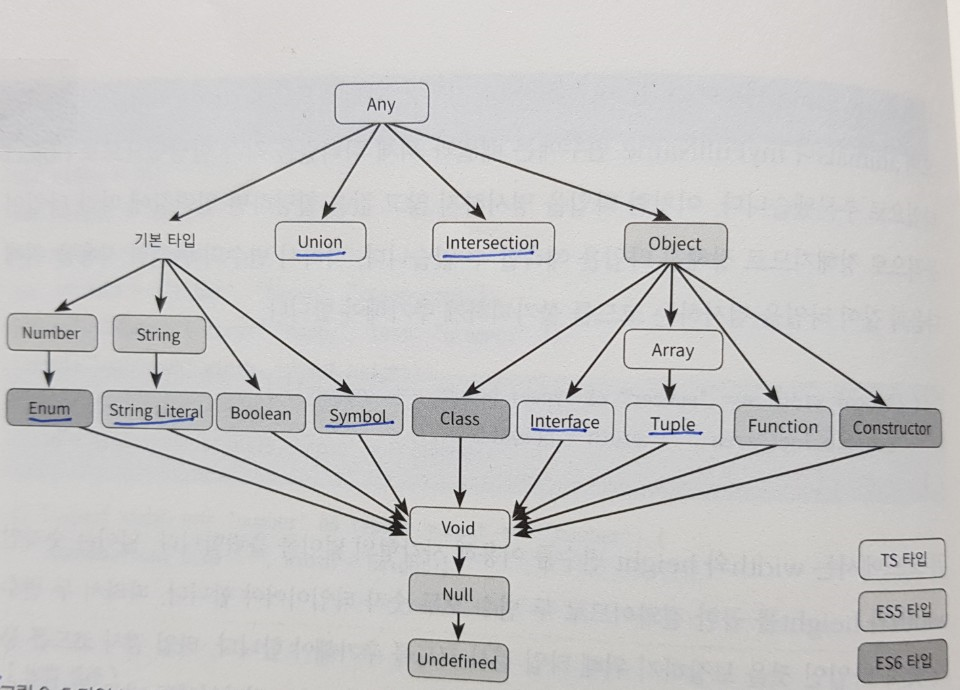 Any
기본 타입
Union
Intersection
Object
Number
String
Array
Enum
String Literal
Boolean
Symbol
Class
Interface
Tuple
Function
Constructor
Void
Null
Undefined
TS 타입
ES5 타입
ES6 타입